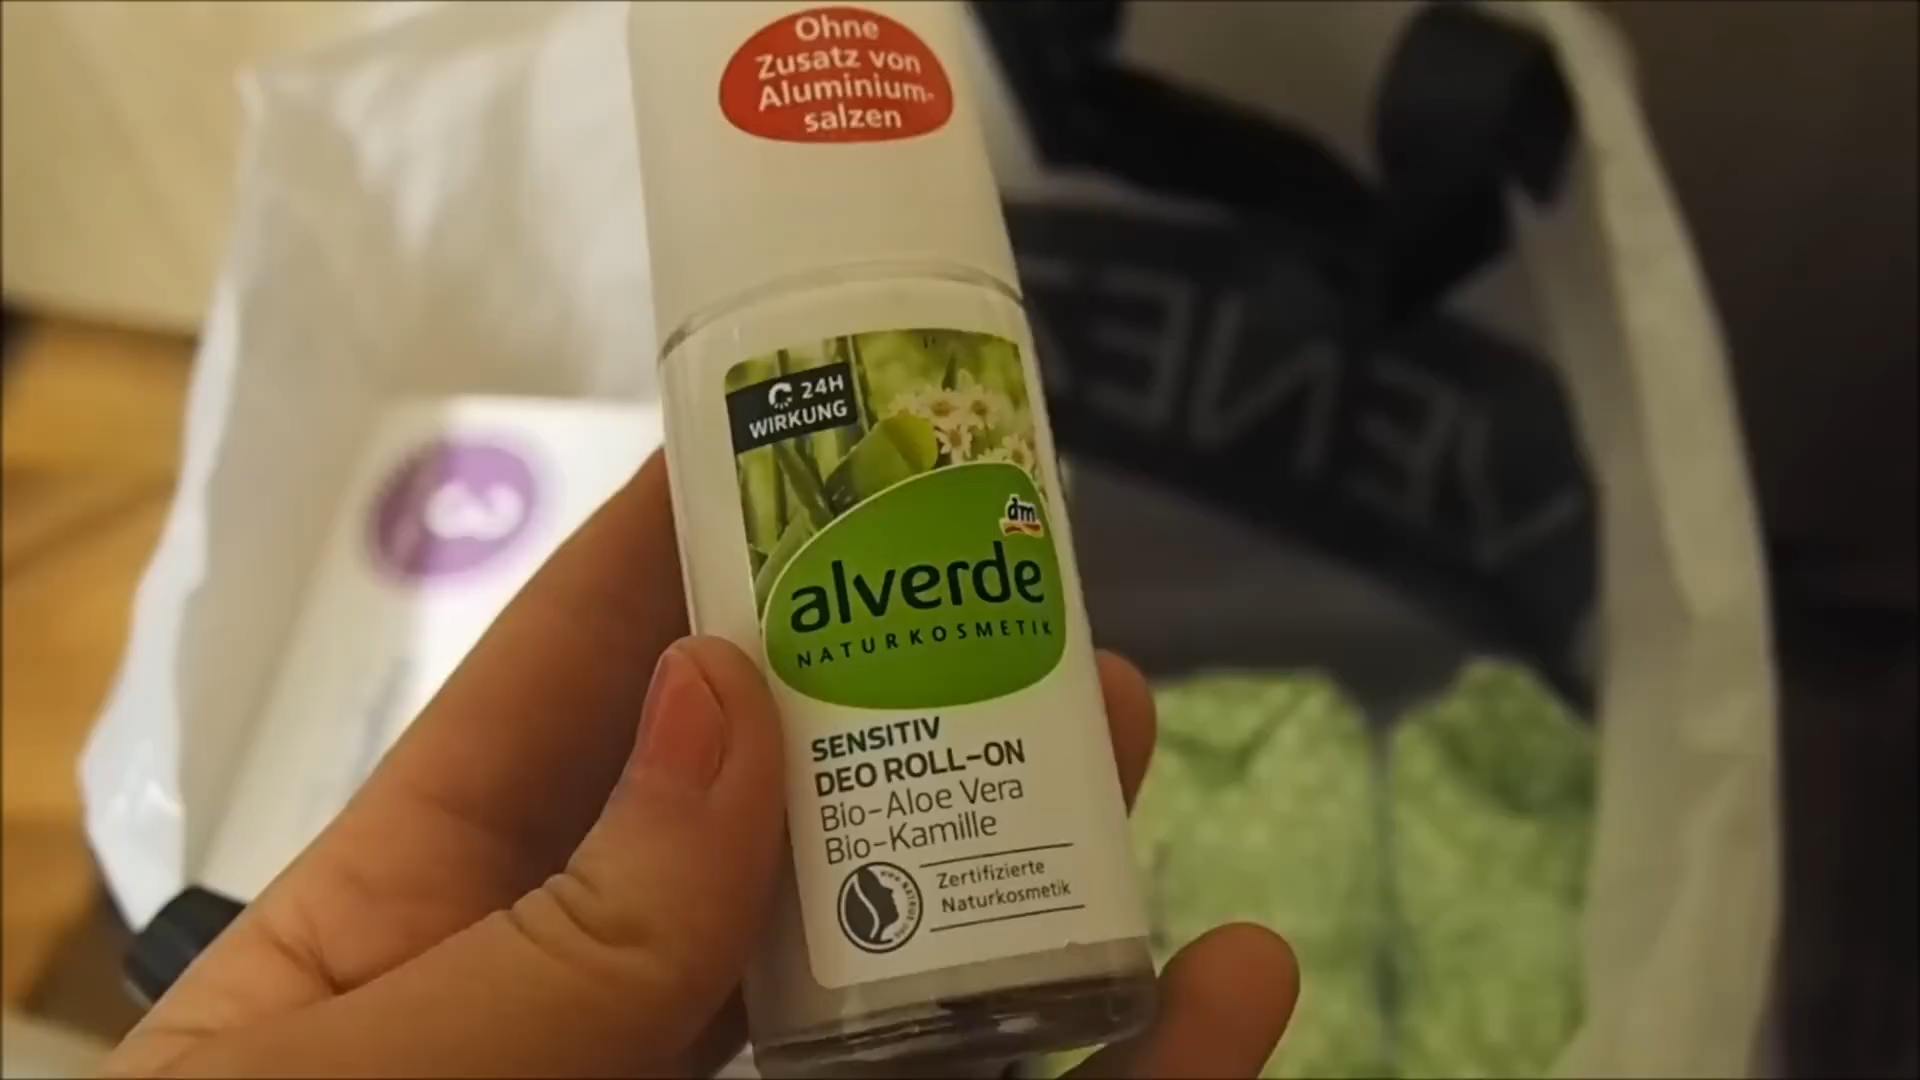 Ohne
Zusatz von
Aluminium-
salzen
24H
WIRKUNG
dm
alverde
NATURKOSMETIK
SENSITIV
DEO ROLL-ON
Bio-Aloe Vera
Bio-Kamille
Zertifizierte
Naturkosmetik